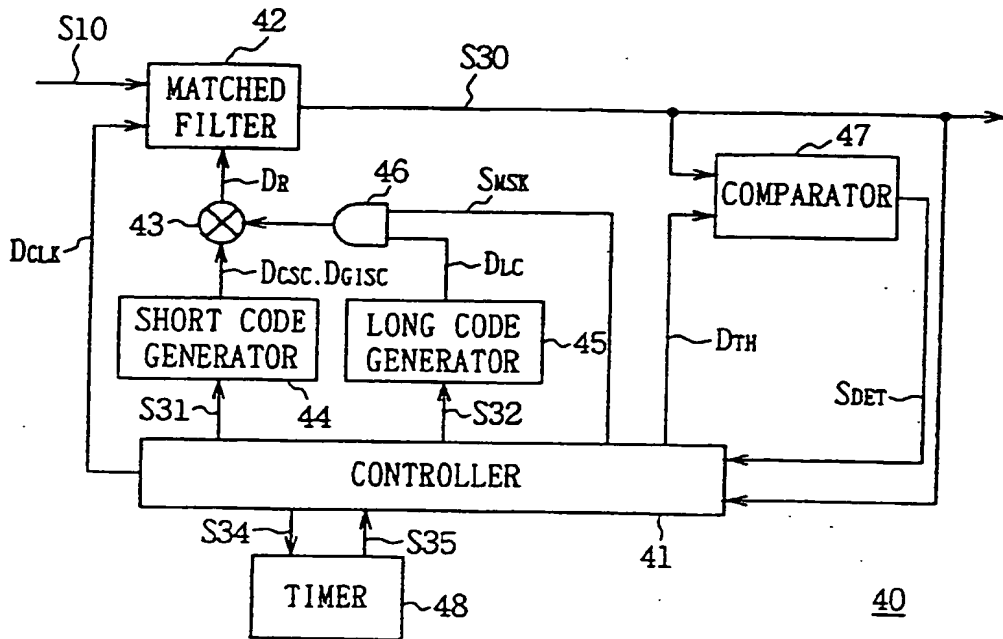 S10
42
MATCHED
FILTER
S30
47
COMPARATOR
DR
46
SMSK
43
DCLK
DCSC.DG1SC
DLC
SHORT CODE
GENERATOR
LONG CODE
GENERATOR
45
DTH
44
S31
S32
SDET
CONTROLLER
S34
S35
41
TIMER
48
40